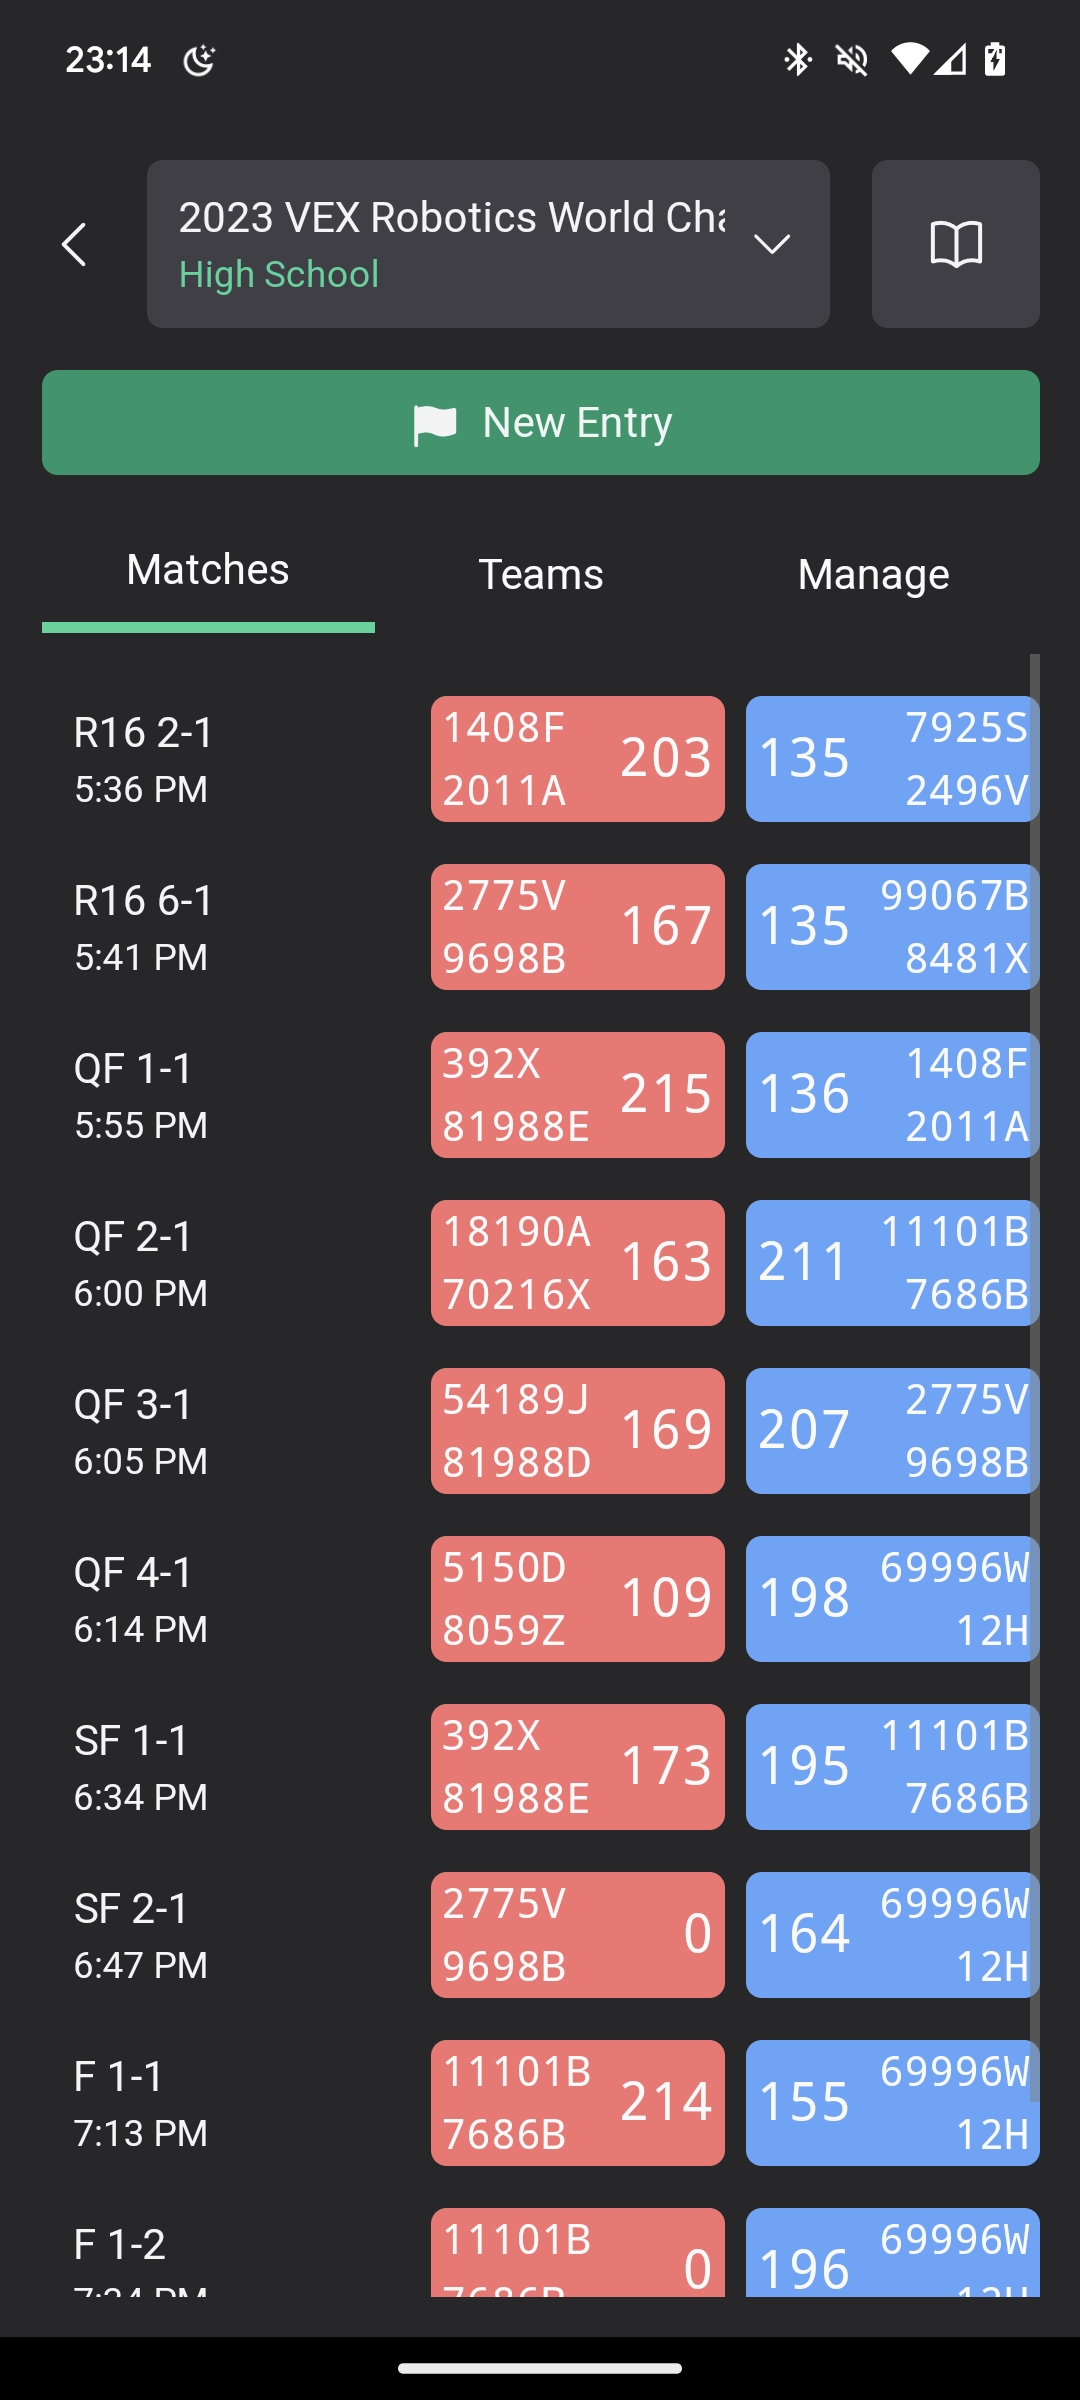 23:14
2023 VEX Robotics World Cha
High School
New Entry
Matches Teams Manage
R16 2-1
5:36 PM
1408F
2011A
203
135
7925S
2496V
R16 6-1
5:41 PM
2775V
9698B
167
135
99067B
8481X
QF 1-1
5:55 PM
392X
81988E
215
136
1408F
2011A
QF 2-1
6:00 PM
18190A
70216X
163
211
11101B
7686B
QF 3-1
6:05 PM
54189J
81988D
169
207
2775V
9698B
QF 4-1
6:14 PM
5150D
8059Z
109
198
69996W
12H
SF 1-1
6:34 PM
392X
81988E
173
195
11101B
7686B
SF 2-1
6:47 PM
2775V
9698B
0
164
69996W
12H
F 1-1
7:13 PM
11101B
7686B
214
155
69996W
12H
F 1-2
7:34 PM
11101B
7686B
0
196
69996W
12H